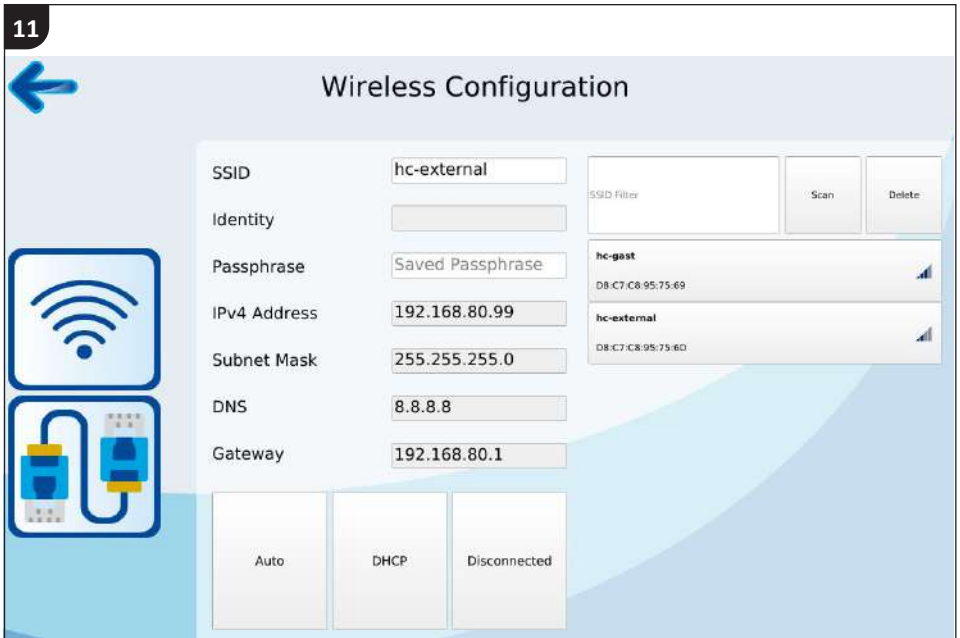 11
Wireless Configuration
SSID hc-external
Identity
Passphrase Saved Passphrase
IPv4 Address 192.168.80.99
Subnet Mask 255.255.255.0
DNS 8.8.8.8
Gateway 192.168.80.1
Auto DHCP Disconnected
SSID Filter Scan Delete
hc-gast
D8:C7:C8:95:75:69
hc-external
D8:C7:C8:95:75:6D